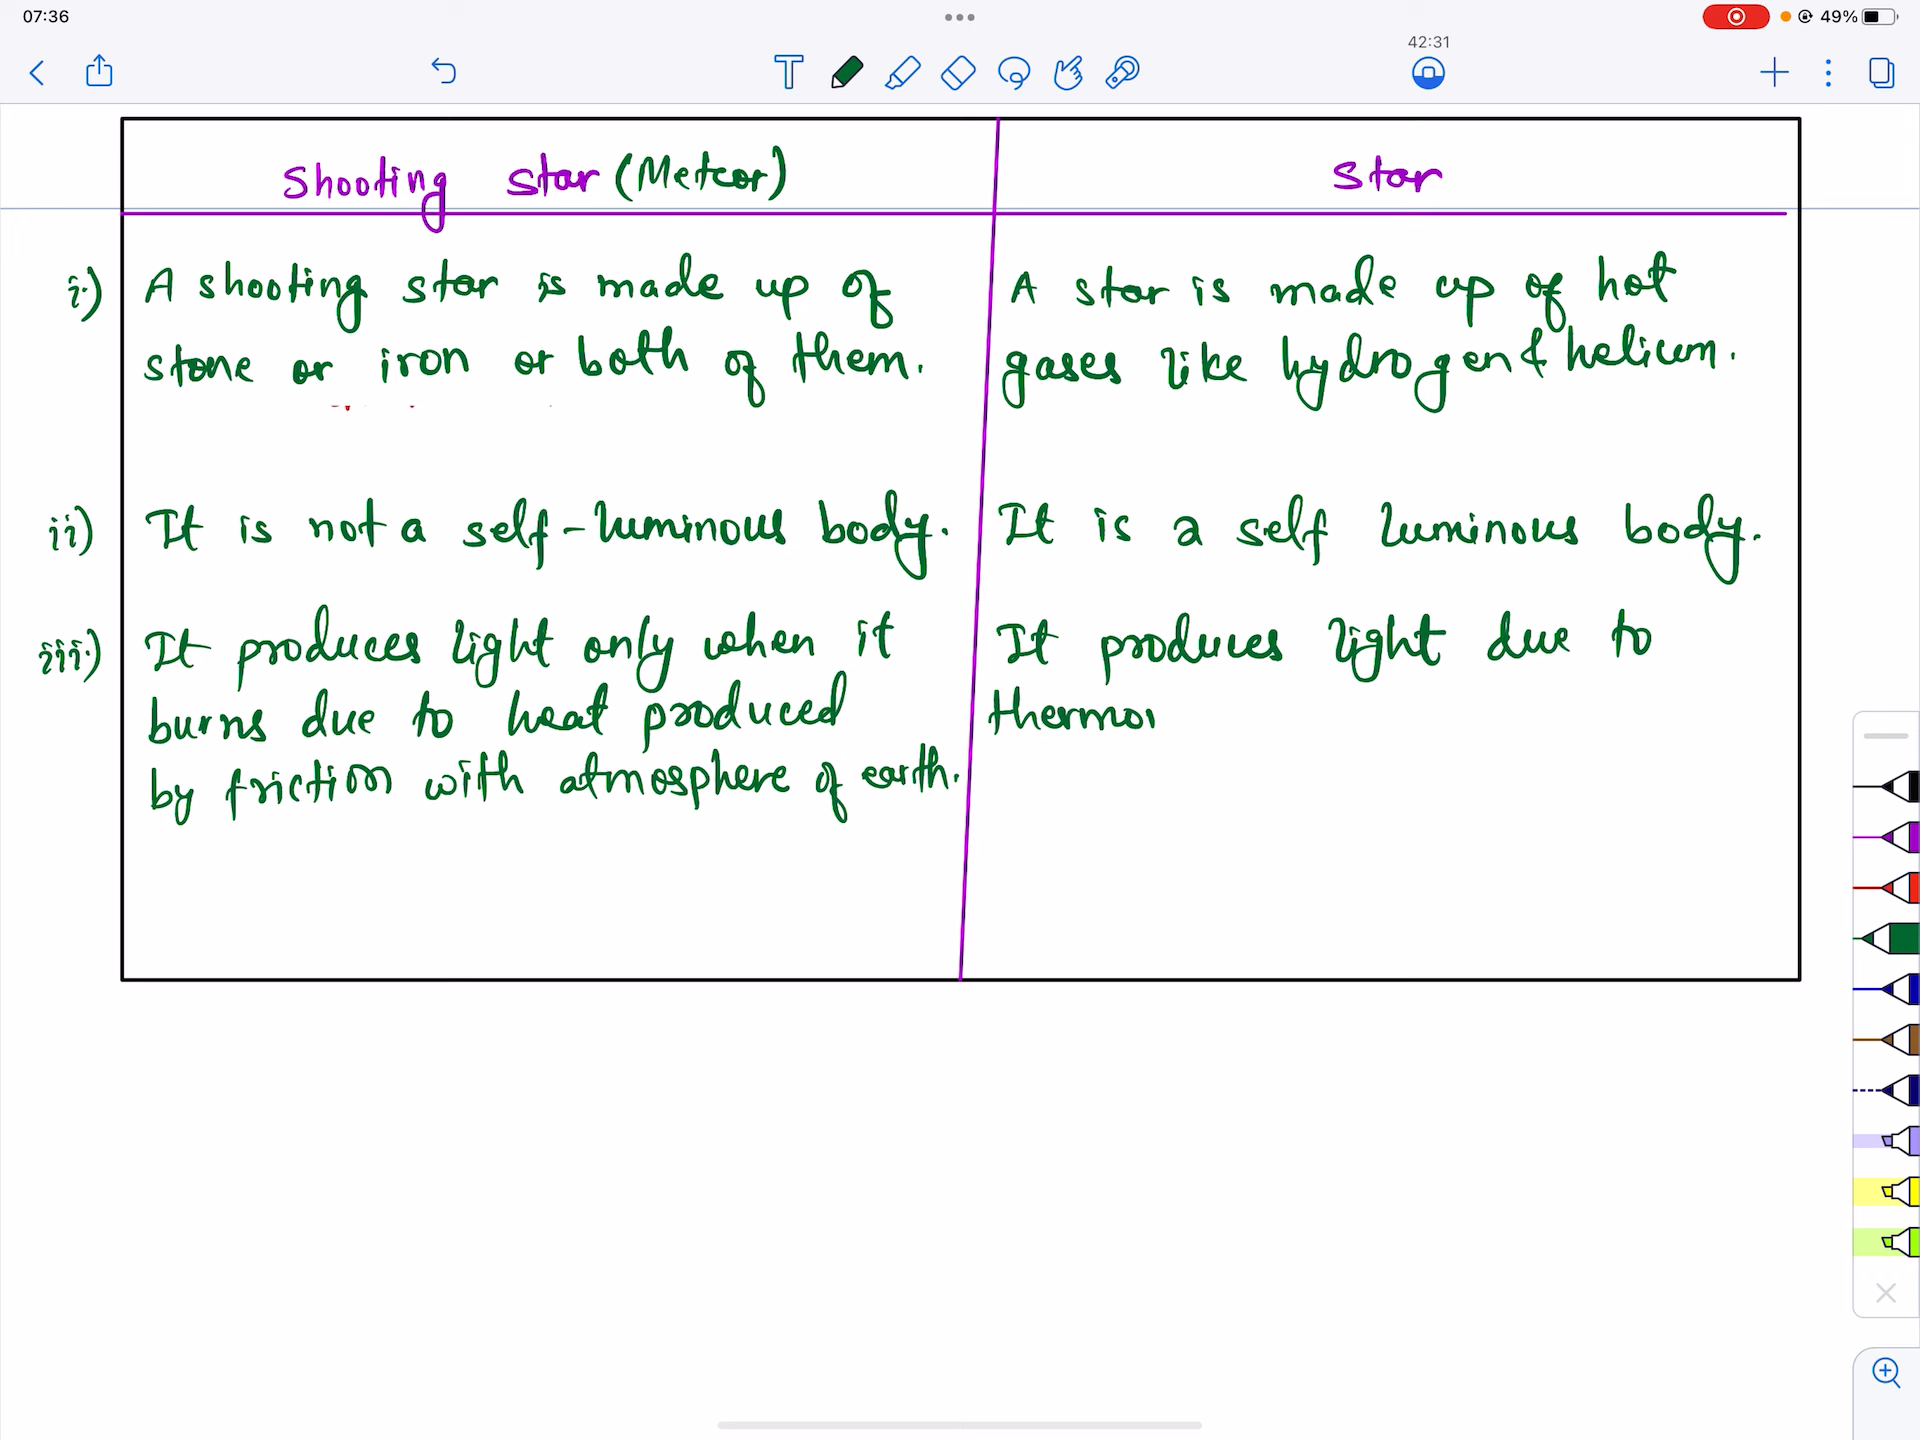 07:36
49%
42:31
Shooting star (Meteor)
Star
i) A shooting star is made up of
stone or iron or both of them.
A star is made up of hot
gases like hydrogen & helium.
ii) It is not a self-luminous body.
It is a self luminous body.
iii) It produces light only when it
burns due to heat produced
by friction with atmosphere of earth.
It produces light due to
thermo